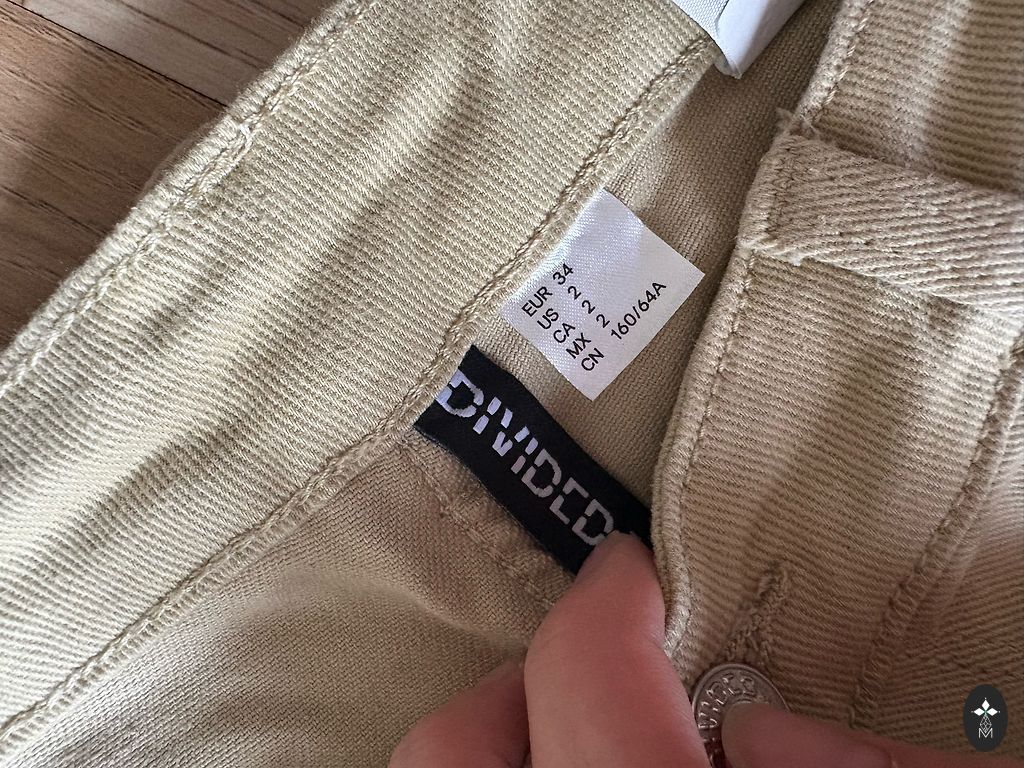 EUR 34
US 2
CA 2
MX 2
CN 160/64A
DIVIDED